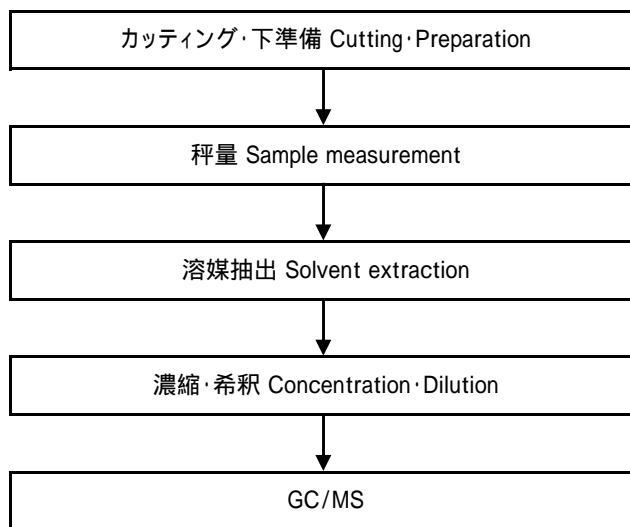 カッティング・下準備 Cutting・Preparation
秤量 Sample measurement
溶媒抽出 Solvent extraction
濃縮・希釈 Concentration・Dilution
GC/MS